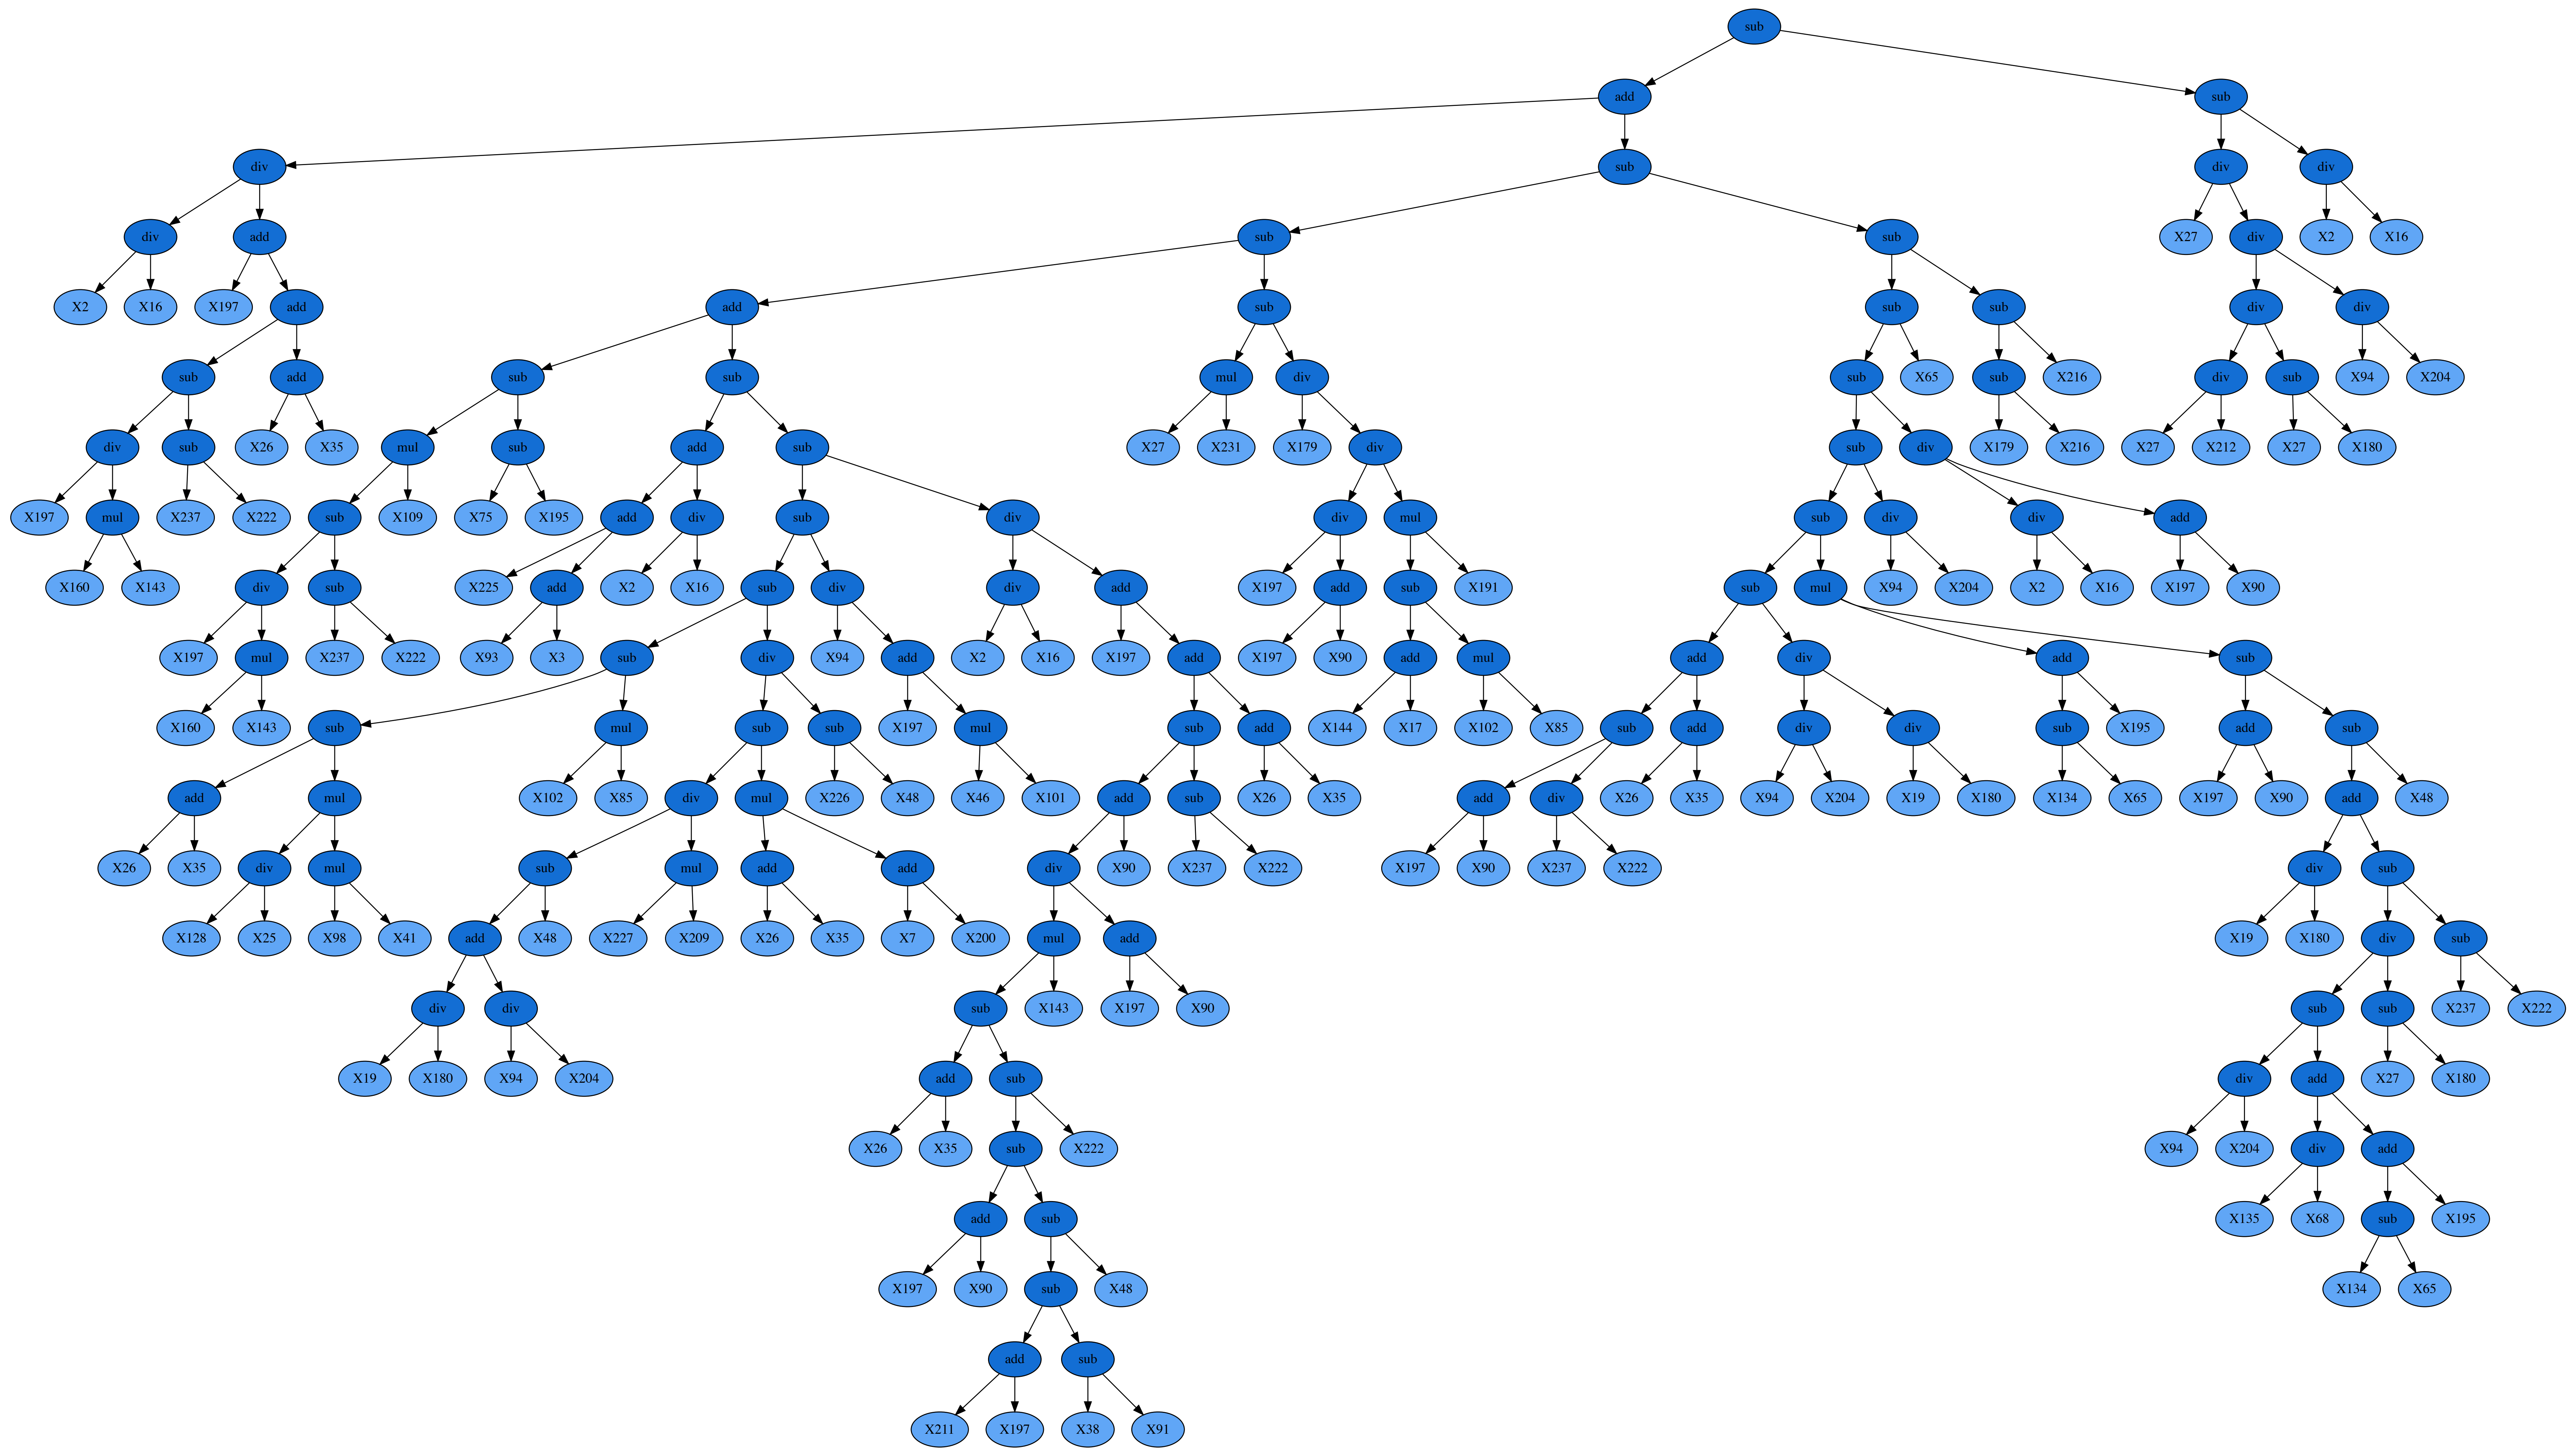 sub
add sub
div sub div div
div add sub sub X27 div X2 X16
X2 X16 X197 add add sub sub sub div div
sub add sub sub mul div sub X65 sub X216 div sub X94 X204
div sub X26 X35 mul sub add sub X27 X231 X179 div sub div X179 X216 X27 X212 X27 X180
X197 mul X237 X222 sub X109 X75 X195 add div sub div div mul sub div div add
X160 X143 div sub X225 add X2 X16 sub div div add X197 add sub X191 sub mul X94 X204 X2 X16 X197 X90
X197 mul X237 X222 X93 X3 sub div X94 add X2 X16 X197 add X197 X90 add mul add div add sub
X160 X143 sub mul sub sub X197 mul sub add X144 X17 X102 X85 sub add div div sub X195 add sub
add mul X102 X85 div mul X226 X48 X46 X101 add sub X26 X35 add div X26 X35 X94 X204 X19 X180 X134 X65 X197 X90 add X48
X26 X35 div mul sub mul add add div X90 X237 X222 X197 X90 X237 X222 div sub
X128 X25 X98 X41 add X48 X227 X209 X26 X35 X7 X200 mul add X19 X180 div sub
div div sub X143 X197 X90 sub sub X237 X222
X19 X180 X94 X204 add sub div add X27 X180
X26 X35 sub X222 X94 X204 div add
add sub X135 X68 sub X195
X197 X90 sub X48 X134 X65
add sub
X211 X197 X38 X91